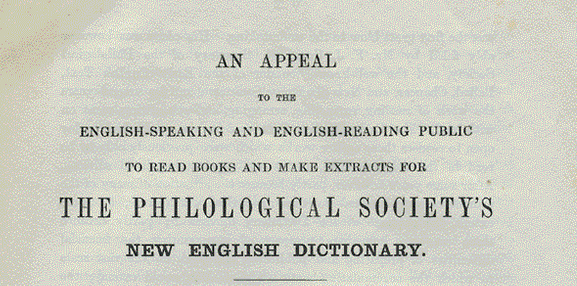 AN APPEAL
TO THE
ENGLISH-SPEAKING AND ENGLISH-READING PUBLIC
TO READ BOOKS AND MAKE EXTRACTS FOR
THE PHILOLOGICAL SOCIETY'S
NEW ENGLISH DICTIONARY.